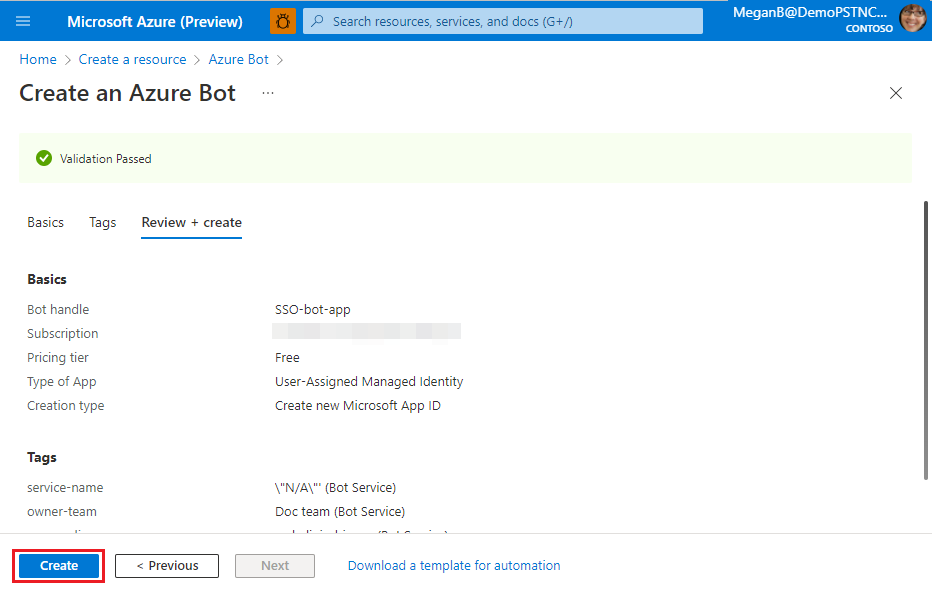 Microsoft Azure (Preview)
Search resources, services, and docs (G+/)
MeganB@DemoPSTNC...
CONTOSO
Home > Create a resource > Azure Bot >
Create an Azure Bot ...
Validation Passed
Basics Tags Review + create
Basics
Bot handle SSO-bot-app
Subscription
Pricing tier Free
Type of App User-Assigned Managed Identity
Creation type Create new Microsoft App ID
Tags
service-name \"N/A\"' (Bot Service)
owner-team Doc team (Bot Service)
Create < Previous Next Download a template for automation